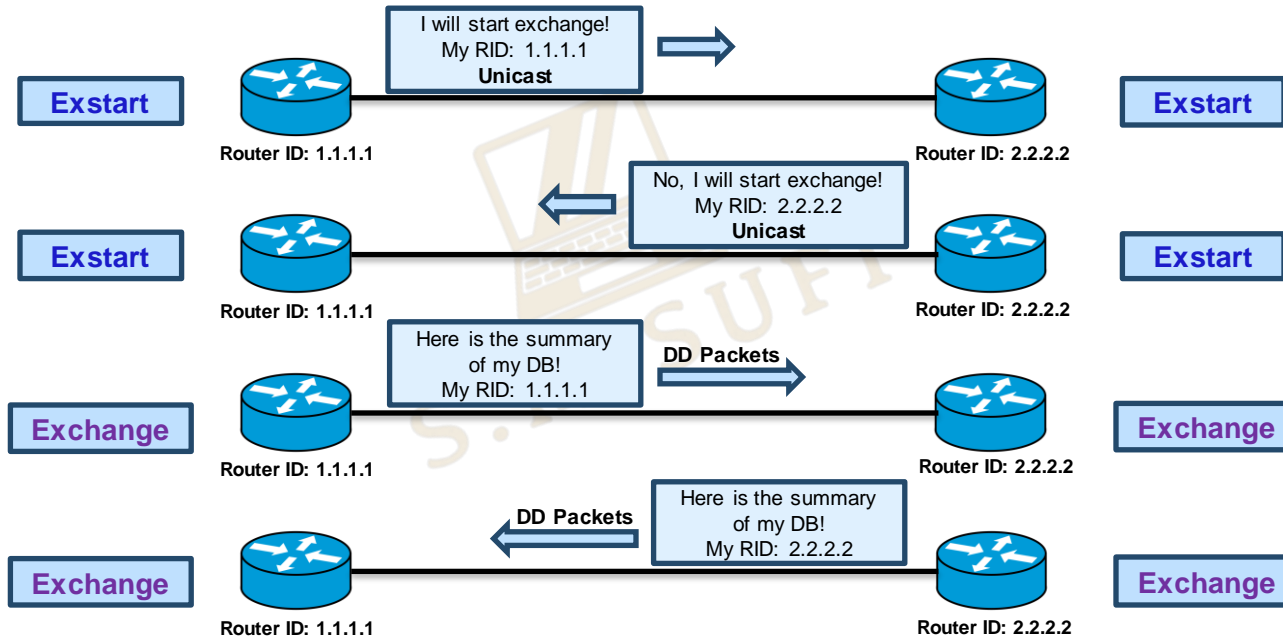 I will start exchange!
My RID: 1.1.1.1
Unicast
Exstart
Exstart
Router ID: 1.1.1.1
Router ID: 2.2.2.2
No, I will start exchange!
My RID: 2.2.2.2
Unicast
Exstart
Exstart
Router ID: 1.1.1.1
Router ID: 2.2.2.2
Here is the summary
of my DB!
My RID: 1.1.1.1
DD Packets
Exchange
Exchange
Router ID: 1.1.1.1
Router ID: 2.2.2.2
DD Packets
Here is the summary
of my DB!
My RID: 2.2.2.2
Exchange
Exchange
Router ID: 1.1.1.1
Router ID: 2.2.2.2